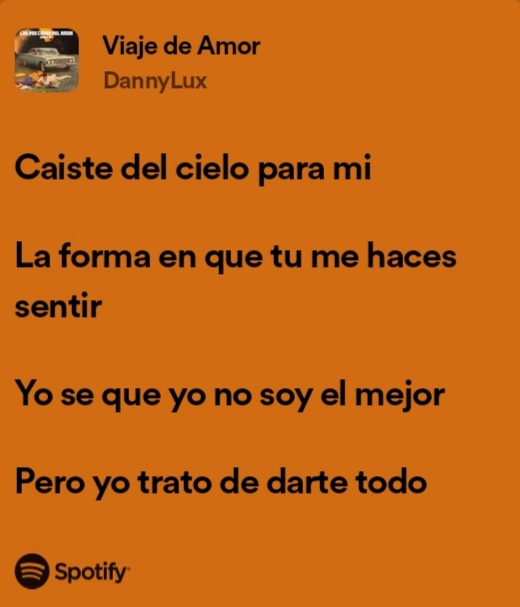 Viaje de Amor
DannyLux
Caiste del cielo para mi
La forma en que tu me haces
sentir
Yo se que yo no soy el mejor
Pero yo trato de darte todo
Spotify